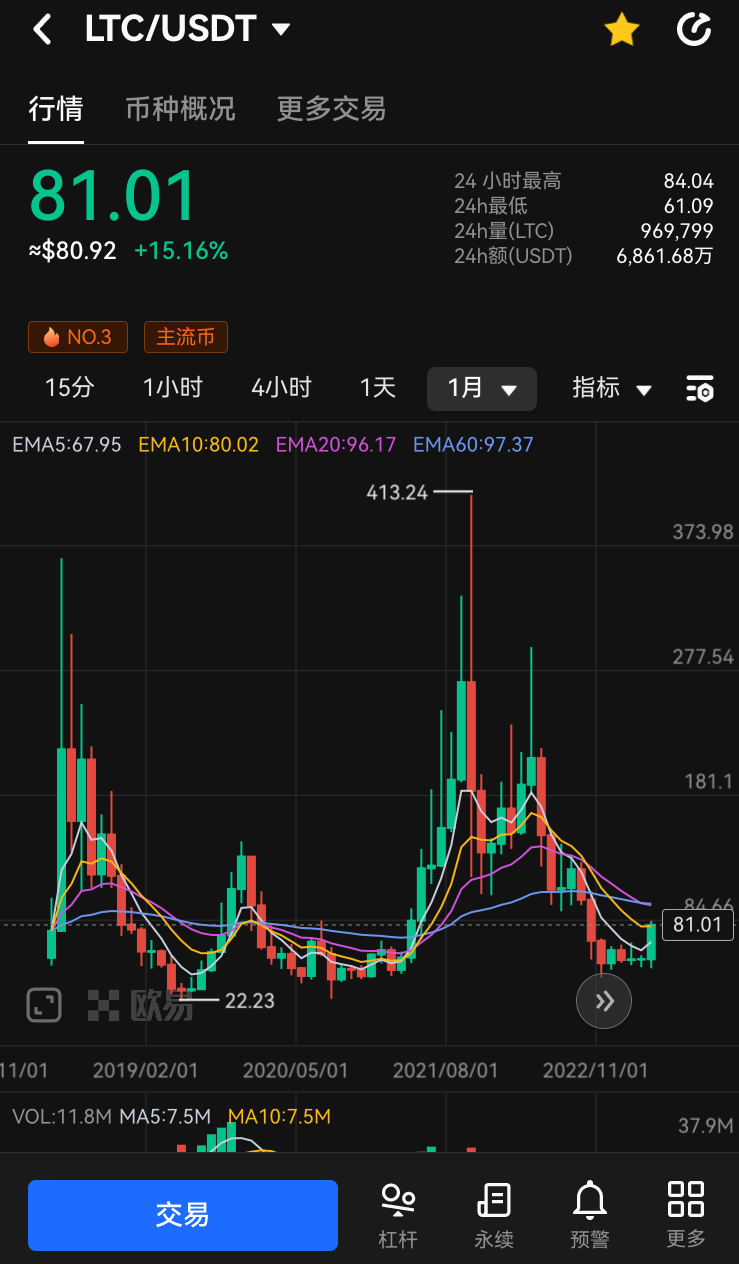 LTC/USDT
行情 币种概况 更多交易
81.01
≈$80.92 +15.16%
24 小时最高 84.04
24h最低 61.09
24h量(LTC) 969,799
24h额(USDT) 6,861.68万
NO.3 主流币
15分 1小时 4小时 1天 1月 指标
EMA5:67.95 EMA10:80.02 EMA20:96.17 EMA60:97.37
413.24
373.98
277.54
181.1
84.66
81.01
欧易
22.23
11/01 2019/02/01 2020/05/01 2021/08/01 2022/11/01
VOL:11.8M MA5:7.5M MA10:7.5M
37.9M
交易 杠杆 永续 预警 更多